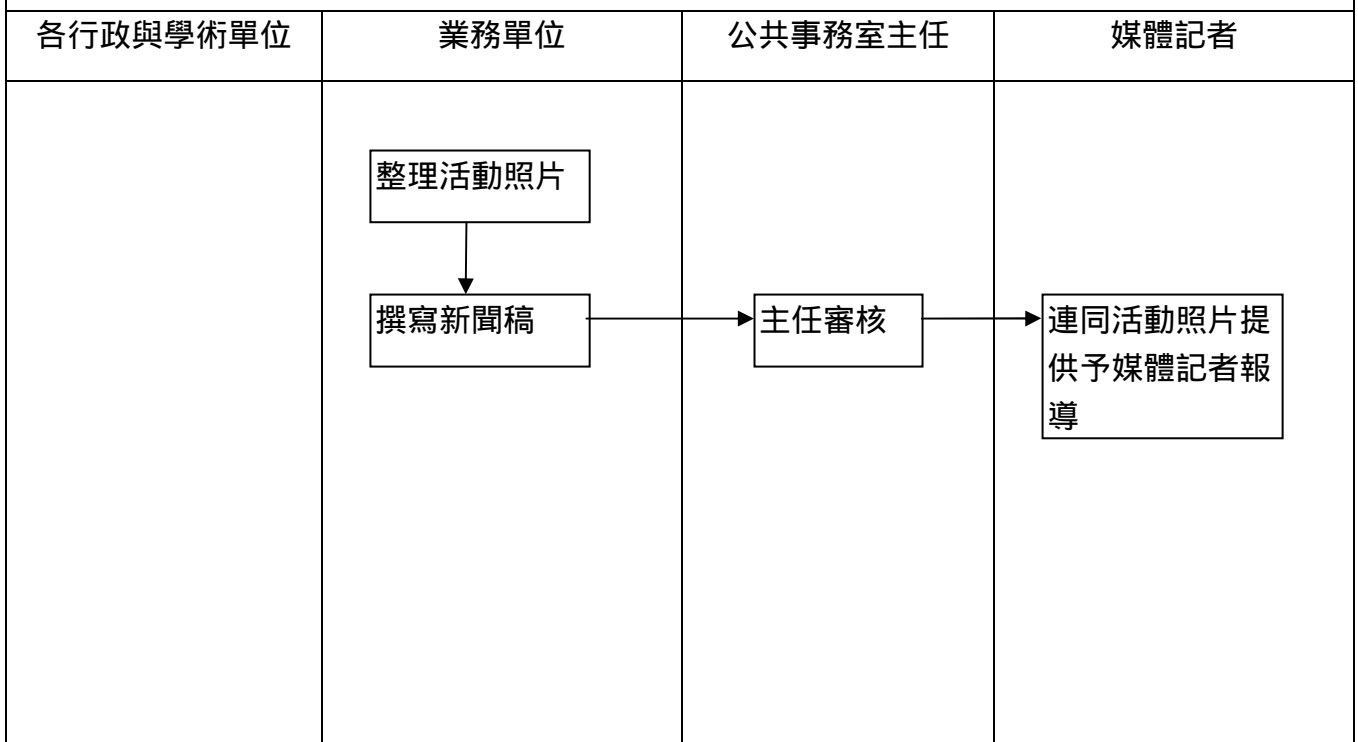 各行政與學術單位
業務單位
公共事務室主任
媒體記者
整理活動照片
撰寫新聞稿
主任審核
連同活動照片提
供予媒體記者報
導